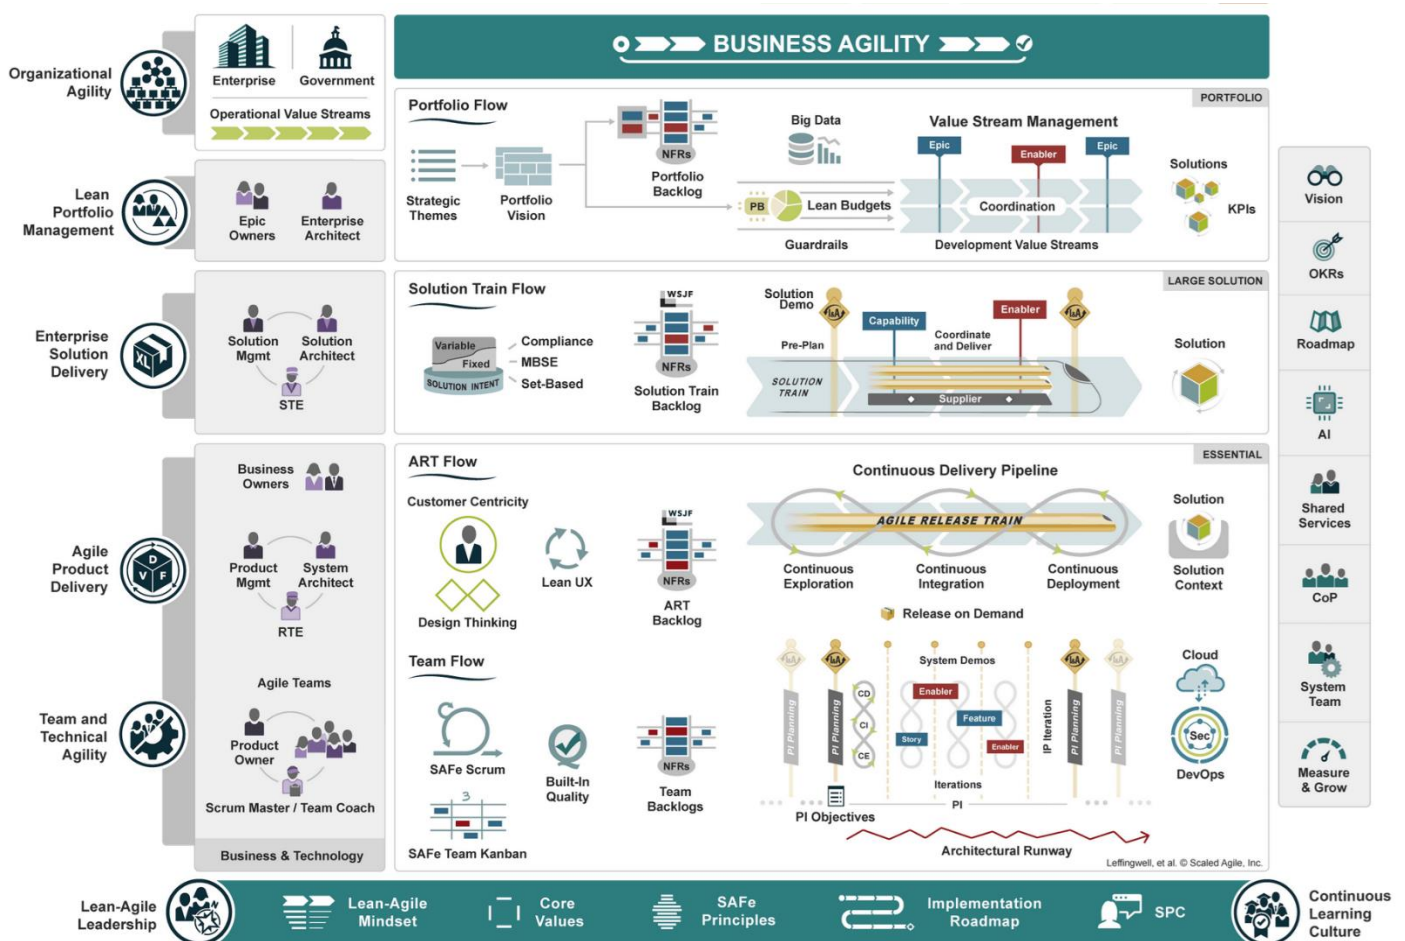 BUSINESS AGILITY
Organizational
Agility
Enterprise
Government
Operational Value Streams
Lean
Portfolio
Management
Epic
Owners
Enterprise
Architect
PORTFOLIO
Portfolio Flow
Strategic
Themes
Portfolio
Vision
NFRs
Portfolio
Backlog
Big Data
PB
Lean Budgets
Guardrails
Value Stream Management
Epic
Enabler
Epic
Coordination
Development Value Streams
Solutions
KPIs
Enterprise
Solution
Delivery
XL
Solution
Mgmt
Solution
Architect
STE
LARGE SOLUTION
Solution Train Flow
Variable
Fixed
SOLUTION INTENT
Compliance
MBSE
Set-Based
WSJF
NFRs
Solution Train
Backlog
Solution
Demo
I&A
Pre-Plan
Capability
Coordinate
and Deliver
Enabler
I&A
SOLUTION
TRAIN
Supplier
Solution
Agile
Product
Delivery
D
V F
Business
Owners
Product
Mgmt
System
Architect
RTE
ESSENTIAL
ART Flow
Customer Centricity
Lean UX
Design Thinking
WSJF
NFRs
ART
Backlog
Continuous Delivery Pipeline
AGILE RELEASE TRAIN
Continuous
Exploration
Continuous
Integration
Continuous
Deployment
Release on Demand
Solution
Solution
Context
Team and
Technical
Agility
Agile Teams
Product
Owner
Scrum Master / Team Coach
Business & Technology
Team Flow
SAFe Scrum
3
SAFe Team Kanban
Built-In
Quality
NFRs
Team
Backlogs
I&A
PI Planning
I&A
PI Planning
CD
CI
CE
System Demos
Enabler
Feature
Story
Enabler
Iterations
IP Iteration
I&A
PI Planning
I&A
PI Planning
PI Objectives
PI
Architectural Runway
Cloud
Sec
DevOps
Leffingwell, et al. © Scaled Agile, Inc.
Vision
OKRs
Roadmap
AI
Shared
Services
CoP
System
Team
Measure
& Grow
Lean-Agile
Leadership
Lean-Agile
Mindset
Core
Values
SAFe
Principles
Implementation
Roadmap
SPC
Continuous
Learning
Culture